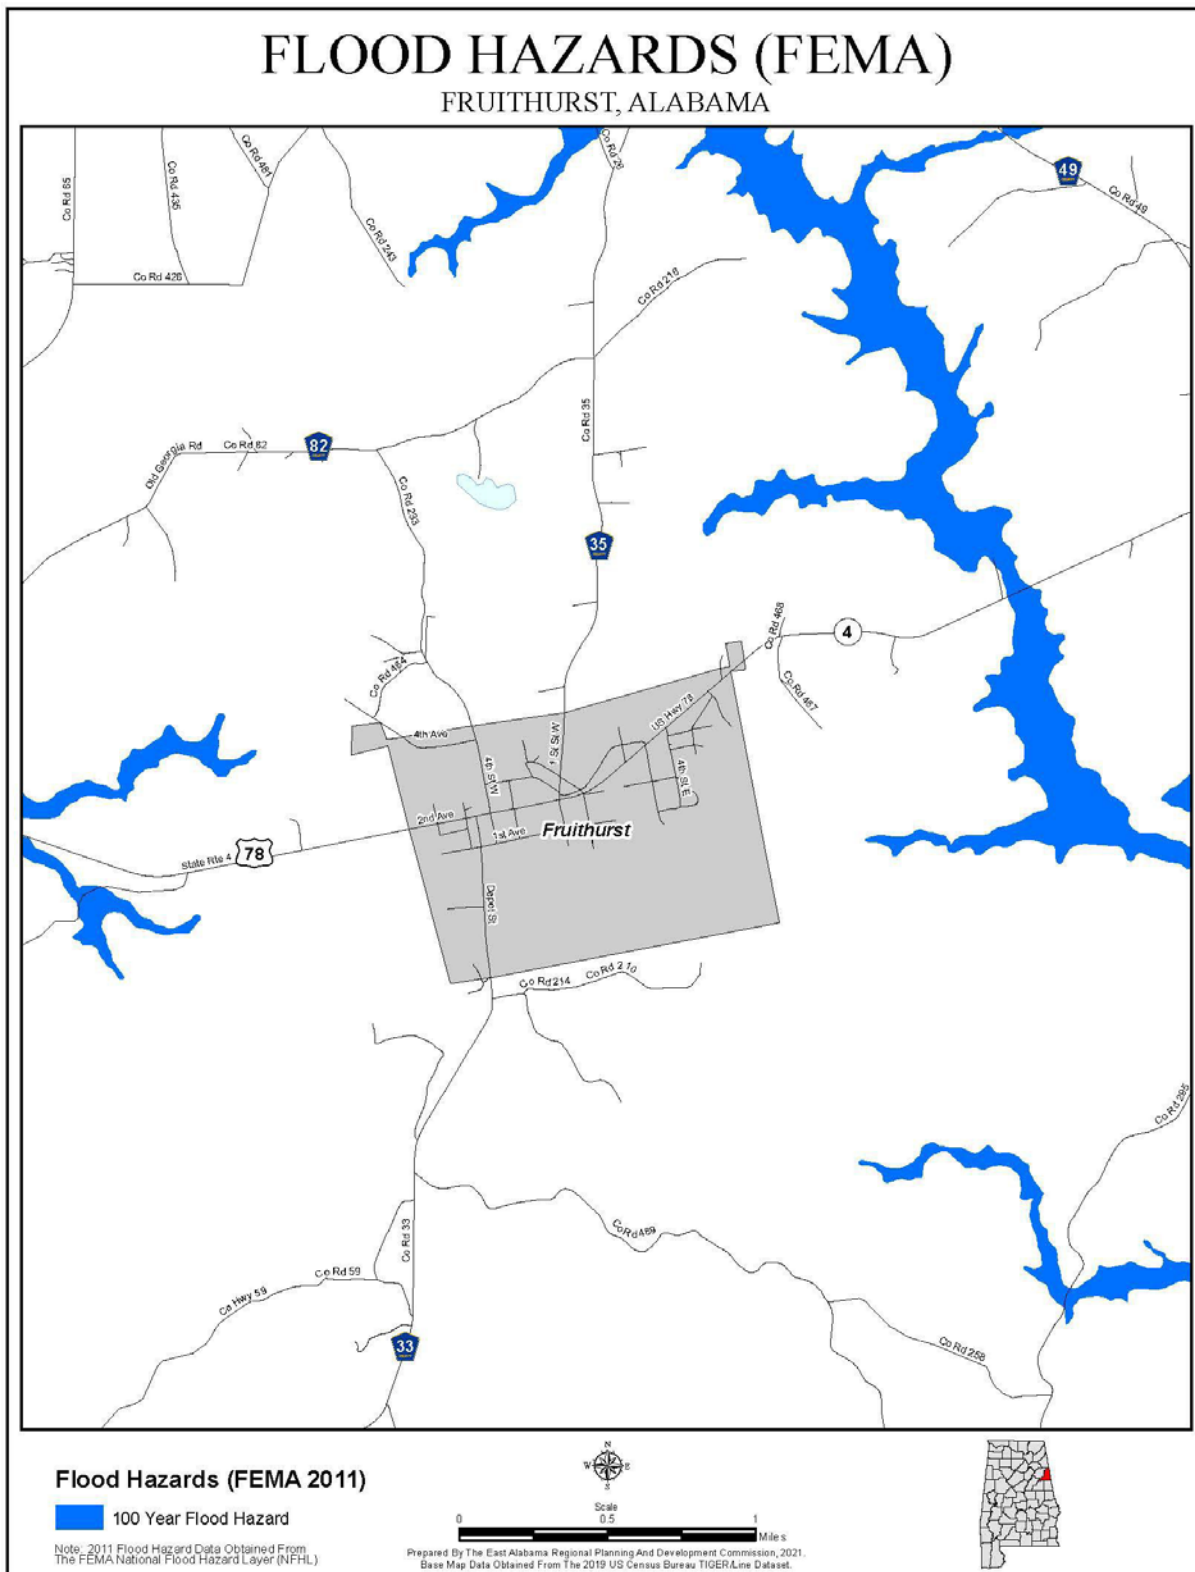 FLOOD HAZARDS (FEMA)
FRUITHURST, ALABAMA
Co Rd 65
Co Rd 435
Co Rd 481
Co Rd 243
Co Rd 28
49
Co Rd 49
Co Rd 428
Co Rd 218
Co Rd 35
Old Georgia Rd
Co Rd 82
82
Co Rd 233
35
Co Rd 468
4
Co Rd 464
Co Rd 467
US Hwy 78
4th Ave
1 St St W
4th St W
4th St E
2nd Ave
1st Ave
Fruithurst
State Rte 4
78
Depot St
Co Rd 214
Co Rd 210
Co Rd 295
Co Rd 469
Co Rd 33
Co Rd 59
Co Hwy 59
33
Co Rd 258
Flood Hazards (FEMA 2011)
100 Year Flood Hazard
Note: 2011 Flood Hazard Data Obtained From
The FEMA National Flood Hazard Layer (NFHL)
N
W E
S
Scale
0 0.5 1
Miles
Prepared By The East Alabama Regional Planning And Development Commission, 2021.
Base Map Data Obtained From The 2019 US Census Bureau TIGER/Line Dataset.